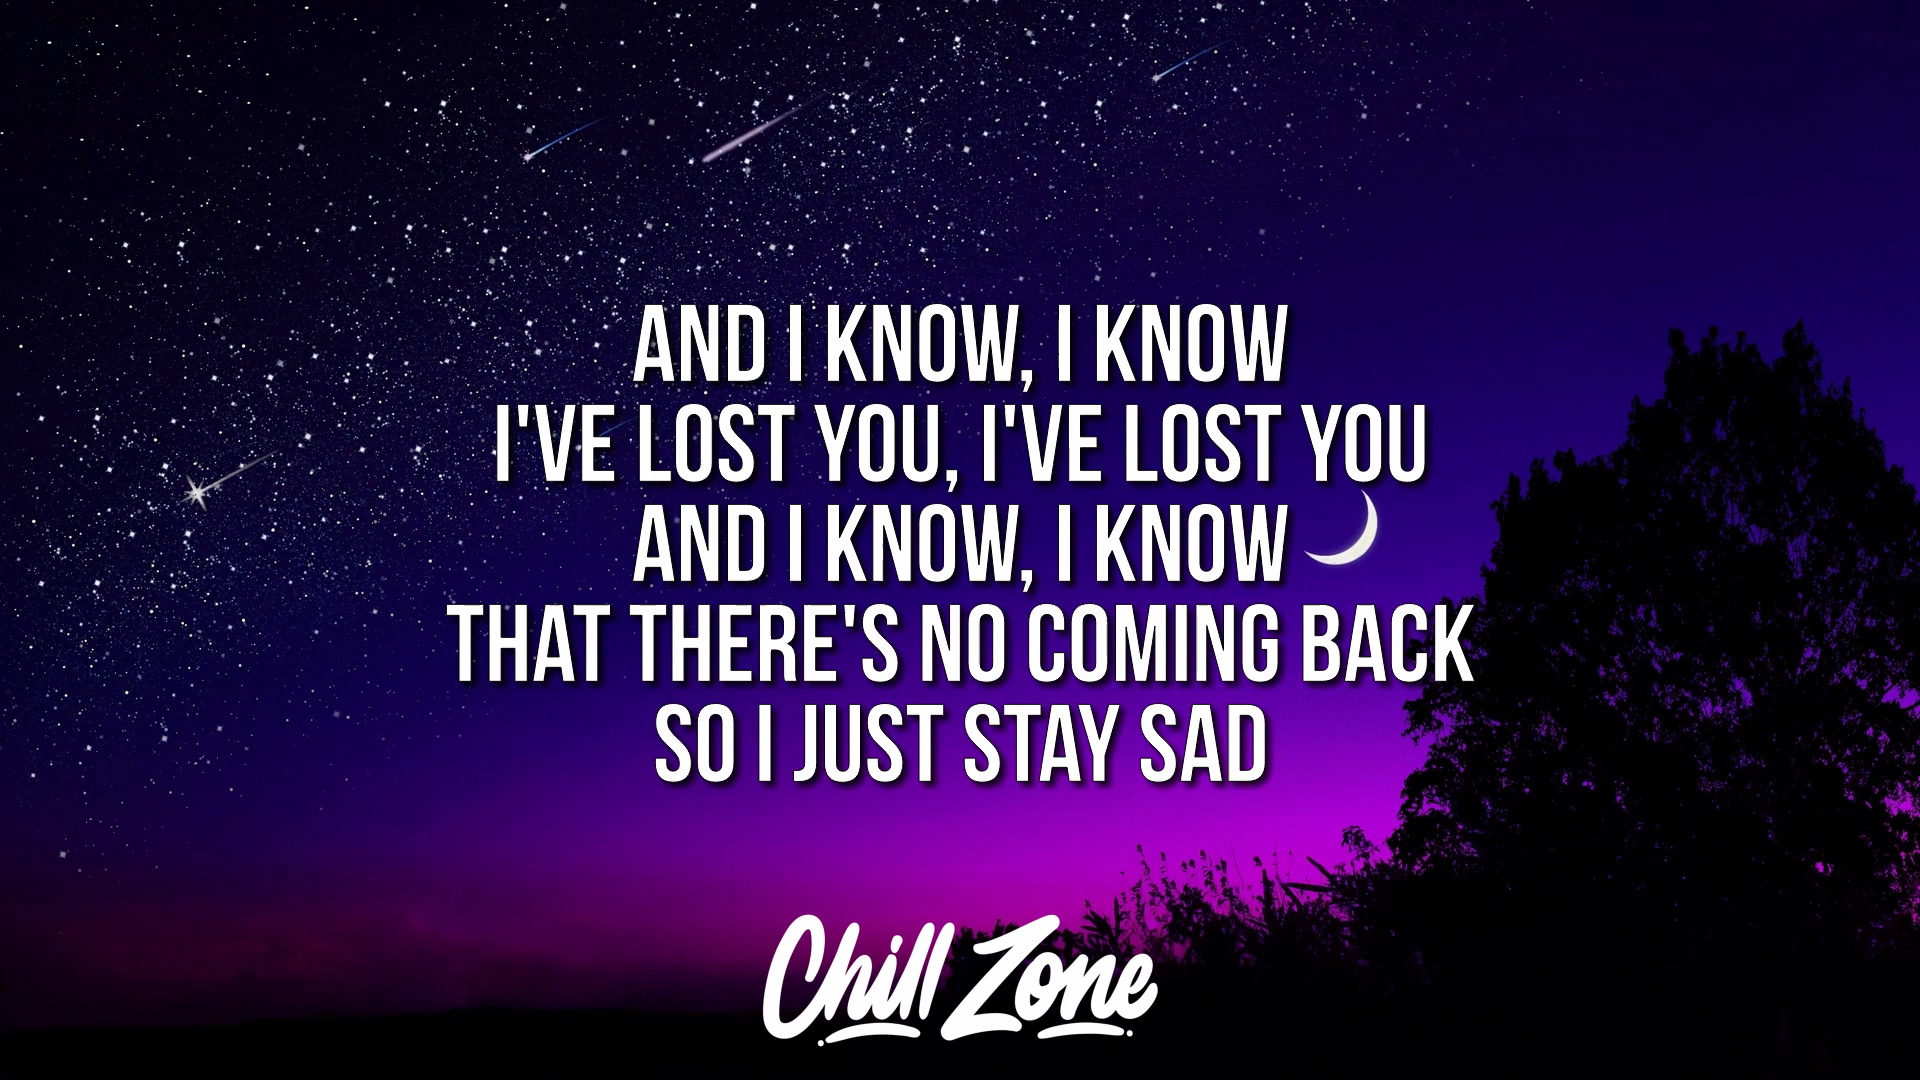 AND I KNOW, I KNOW
I'VE LOST YOU, I'VE LOST YOU
AND I KNOW, I KNOW
THAT THERE'S NO COMING BACK
SO I JUST STAY SAD
Chill Zone